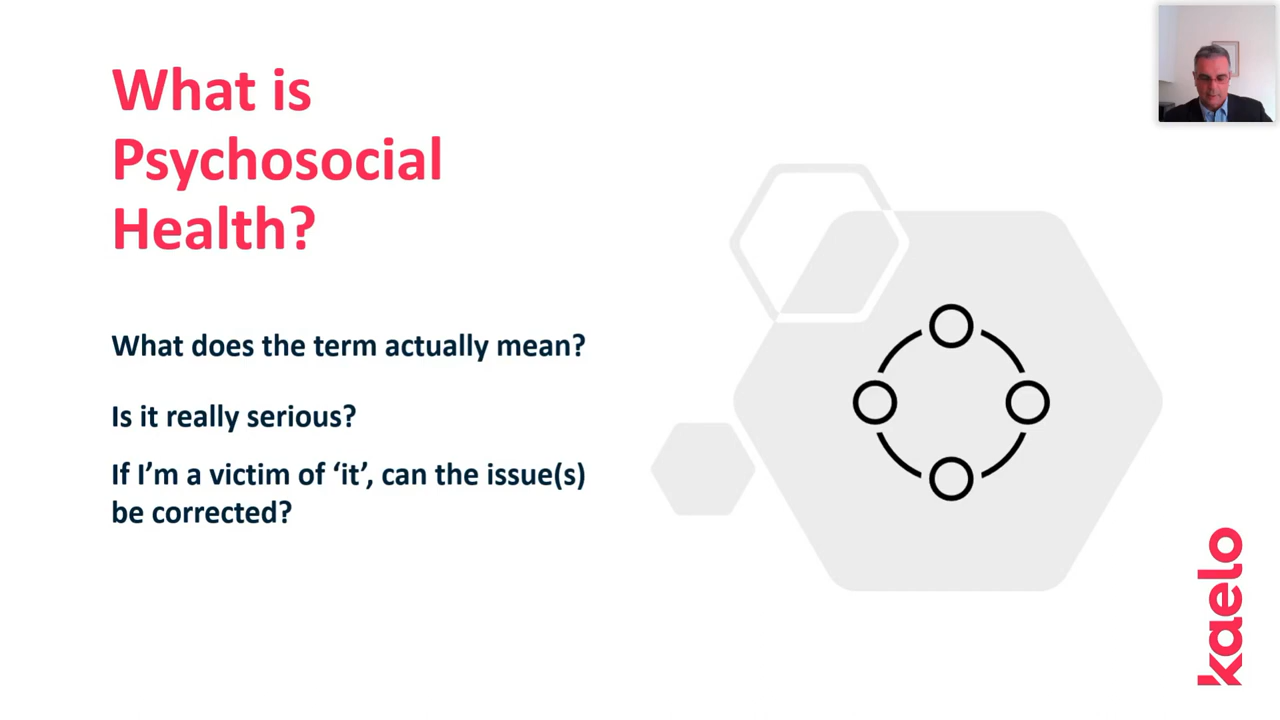 What is
Psychosocial
Health?
What does the term actually mean?
Is it really serious?
If I’m a victim of ‘it’, can the issue(s)
be corrected?
kaelo